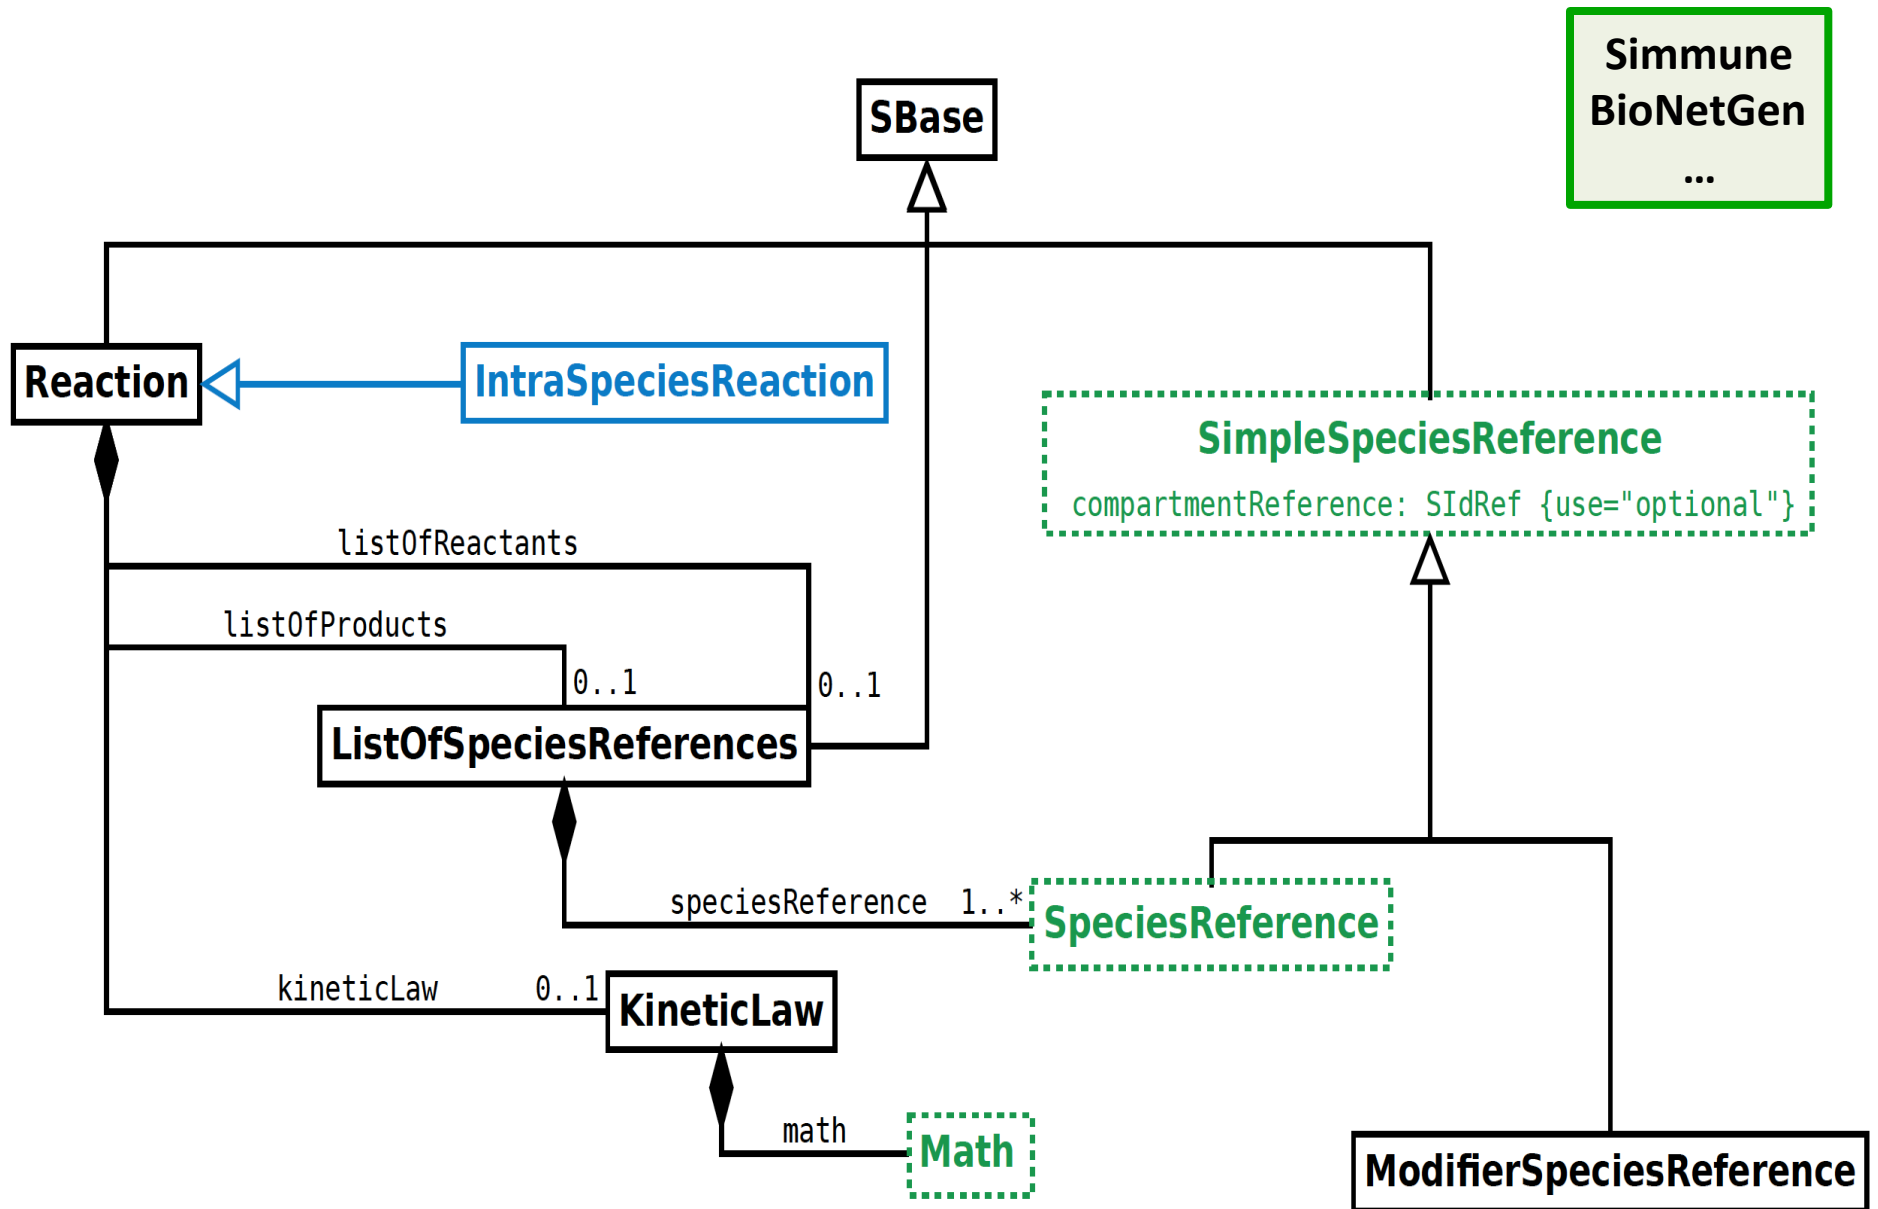 Simmune
BioNetGen
...
SBase
Reaction
IntraSpeciesReaction
SimpleSpeciesReference
compartmentReference: SIdRef {use="optional"}
listOfReactants
listOfProducts
0..1
0..1
ListOfSpeciesReferences
speciesReference 1..*
SpeciesReference
kineticLaw 0..1
KineticLaw
math
Math
ModifierSpeciesReference